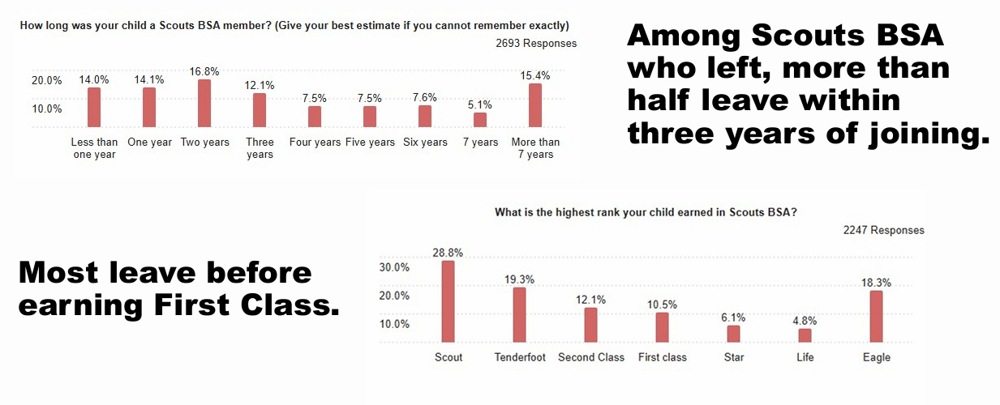 How long was your child a Scouts BSA member? (Give your best estimate if you cannot remember exactly)
2693 Responses
20.0%
10.0%
14.0%
14.1%
16.8%
12.1%
7.5%
7.5%
7.6%
5.1%
15.4%
Less than
one year
One year
Two years
Three
years
Four years
Five years
Six years
7 years
More than
7 years
Among Scouts BSA
who left, more than
half leave within
three years of joining.
Most leave before
earning First Class.
What is the highest rank your child earned in Scouts BSA?
2247 Responses
30.0%
20.0%
10.0%
28.8%
19.3%
12.1%
10.5%
6.1%
4.8%
18.3%
Scout
Tenderfoot
Second Class
First class
Star
Life
Eagle